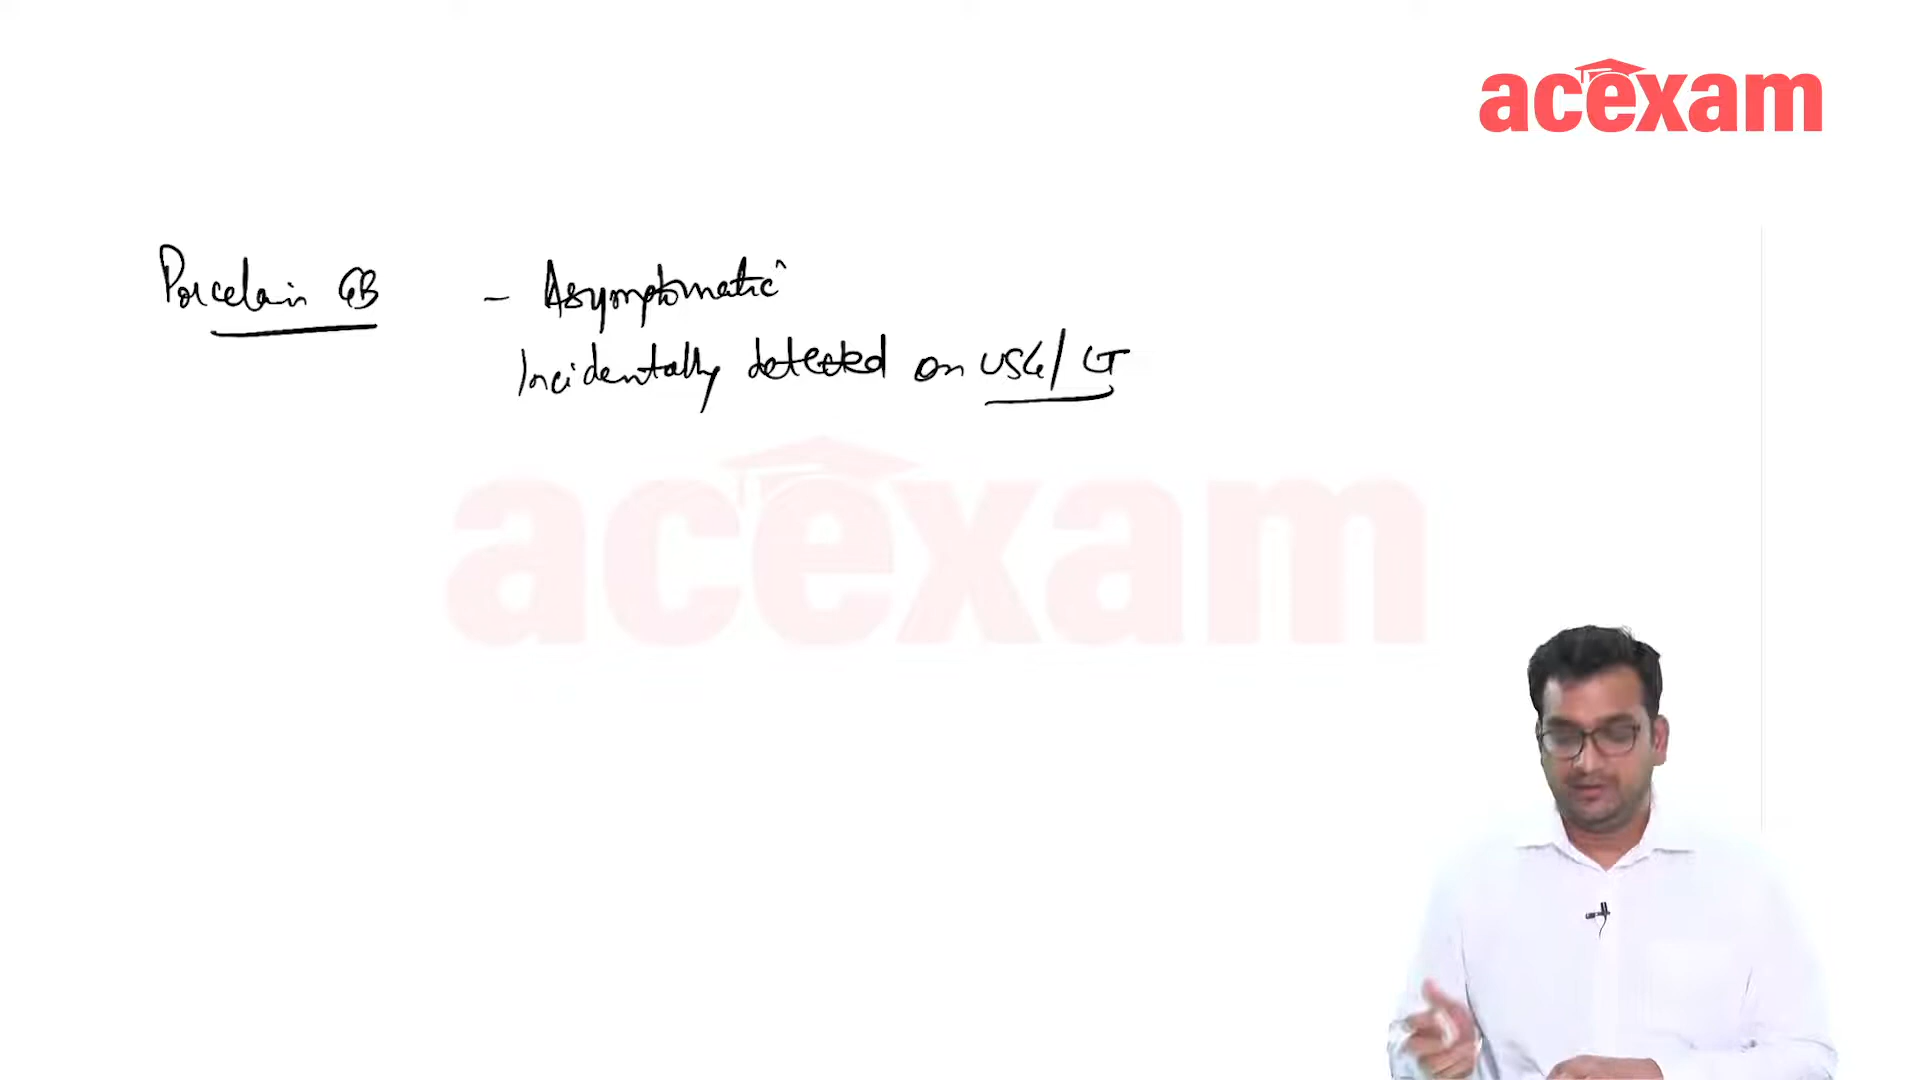 acexam
Porcelain GB - Asymptomatic
Incidentally detected on USG/CT
acexam